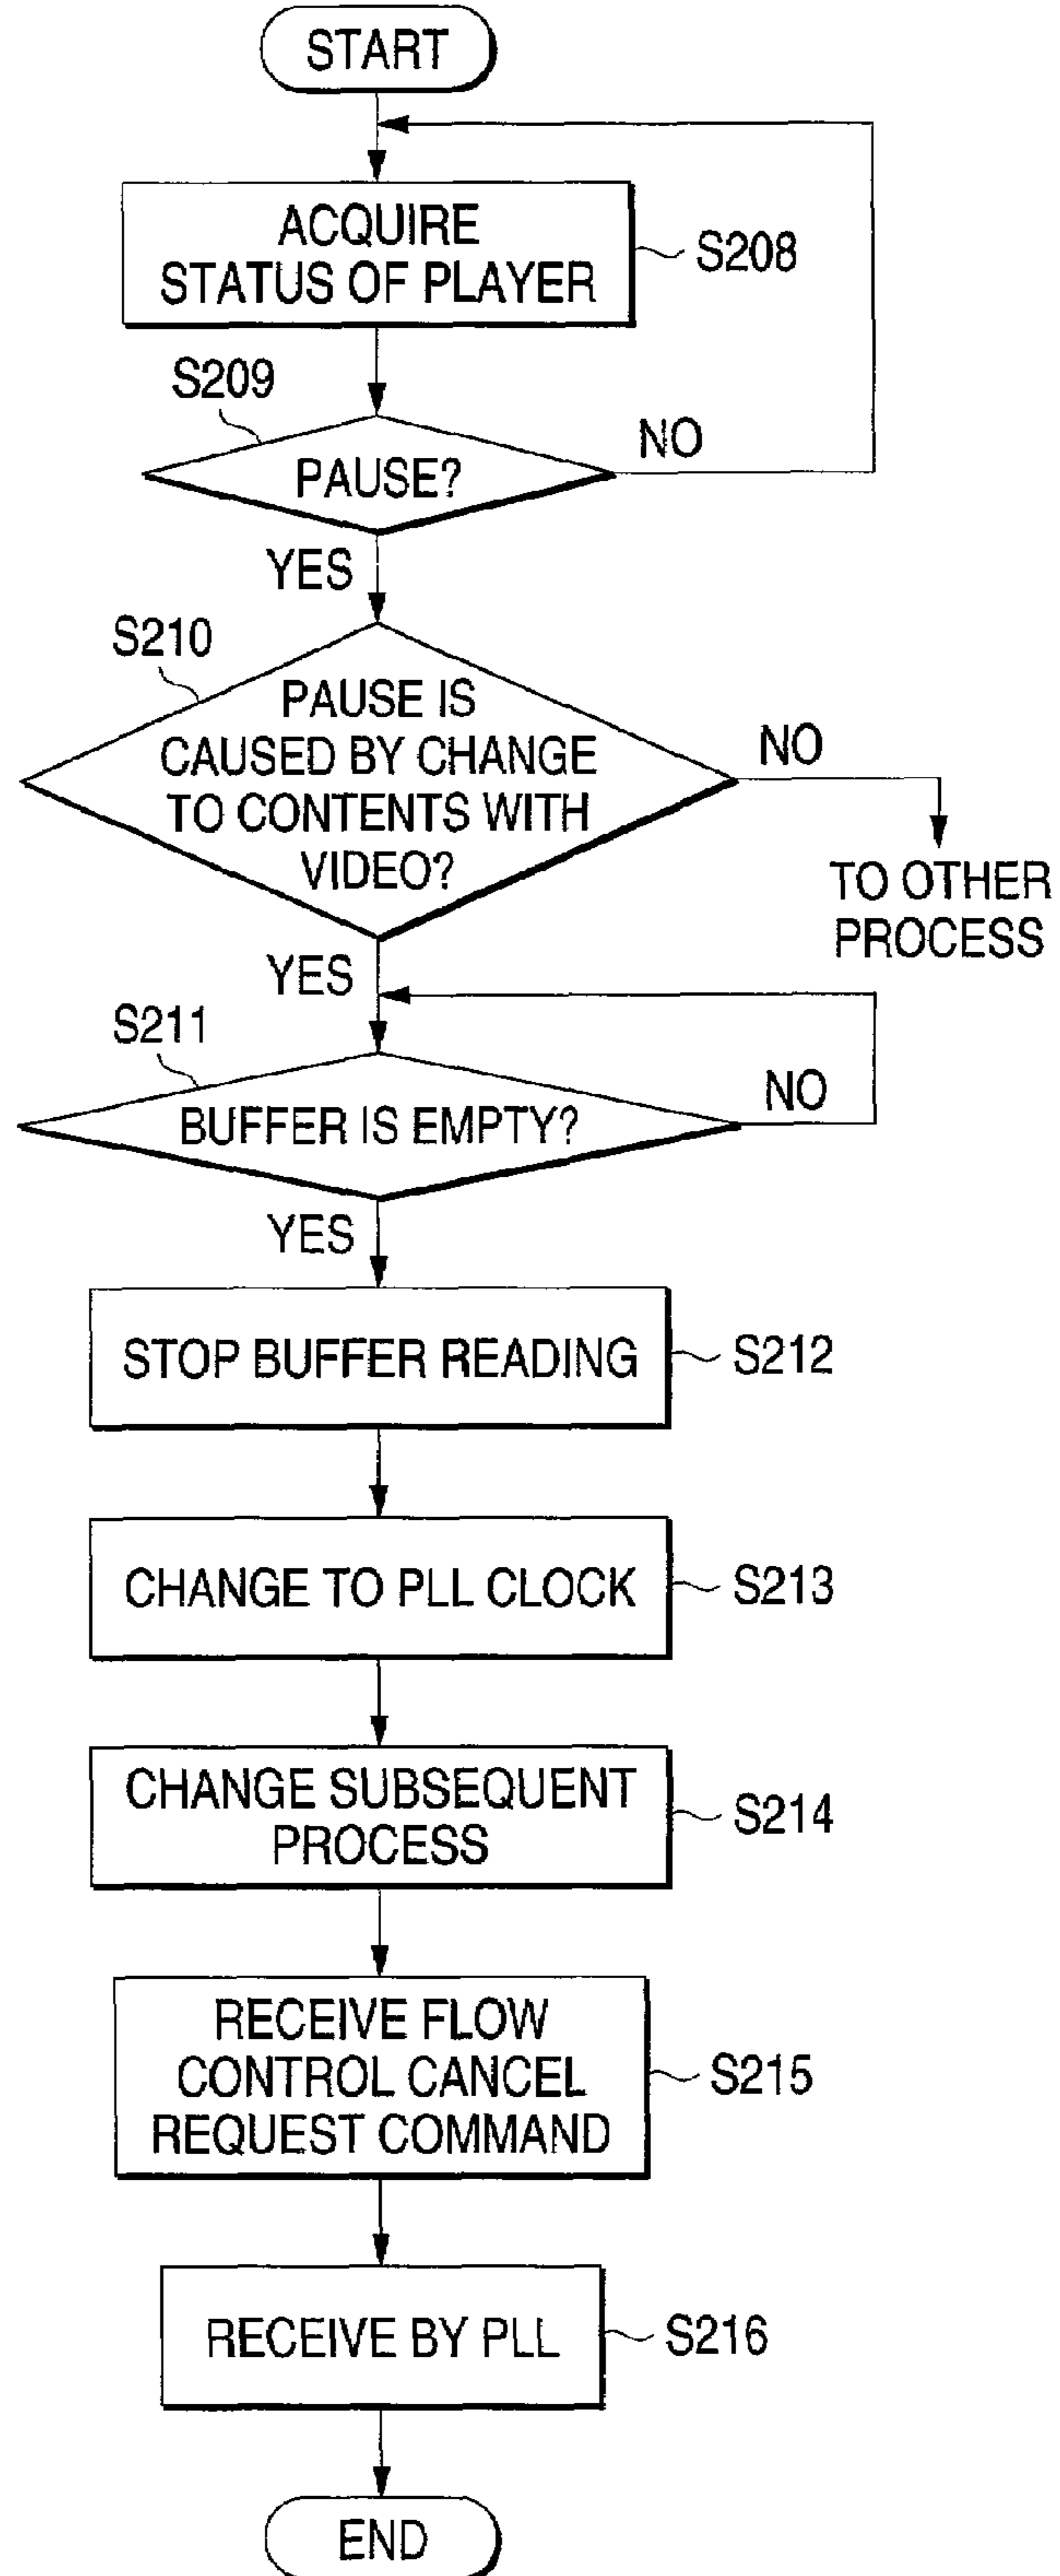 START
ACQUIRE
STATUS OF PLAYER
S208
S209
PAUSE?
NO
YES
S210
PAUSE IS
CAUSED BY CHANGE
TO CONTENTS WITH
VIDEO?
NO
TO OTHER
PROCESS
YES
S211
BUFFER IS EMPTY?
NO
YES
STOP BUFFER READING
S212
CHANGE TO PLL CLOCK
S213
CHANGE SUBSEQUENT
PROCESS
S214
RECEIVE FLOW
CONTROL CANCEL
REQUEST COMMAND
S215
RECEIVE BY PLL
S216
END